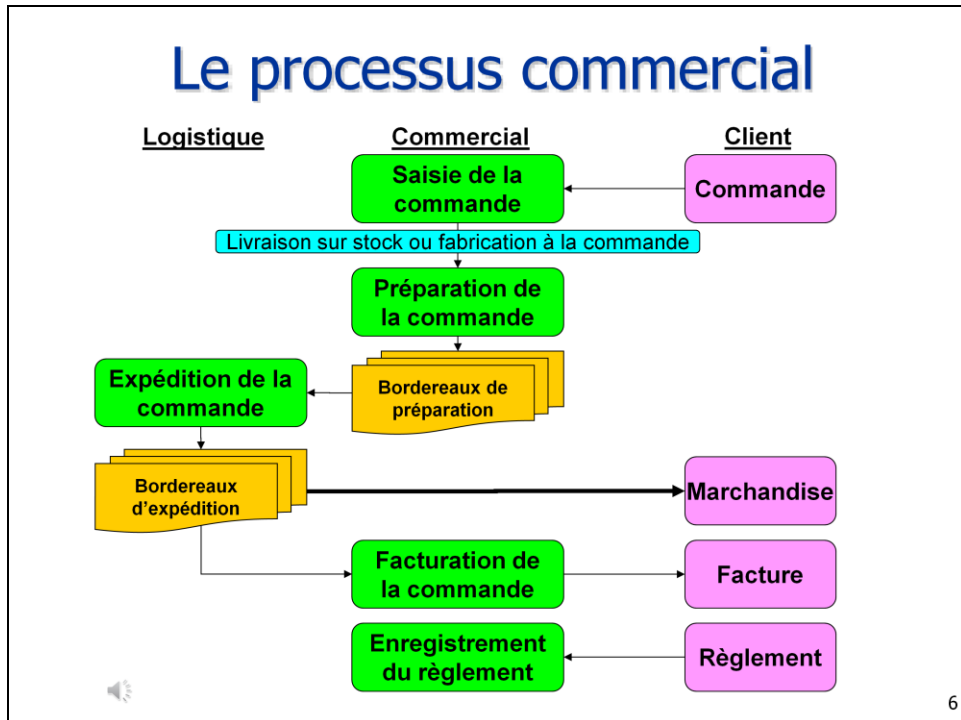 Le processus commercial
Logistique
Commercial
Client
Saisie de la
commande
Commande
Livraison sur stock ou fabrication à la commande
Préparation de
la commande
Expédition de la
commande
Bordereaux de
préparation
Bordereaux
d'expédition
Marchandise
Facturation de
la commande
Facture
Enregistrement
du règlement
Règlement
6